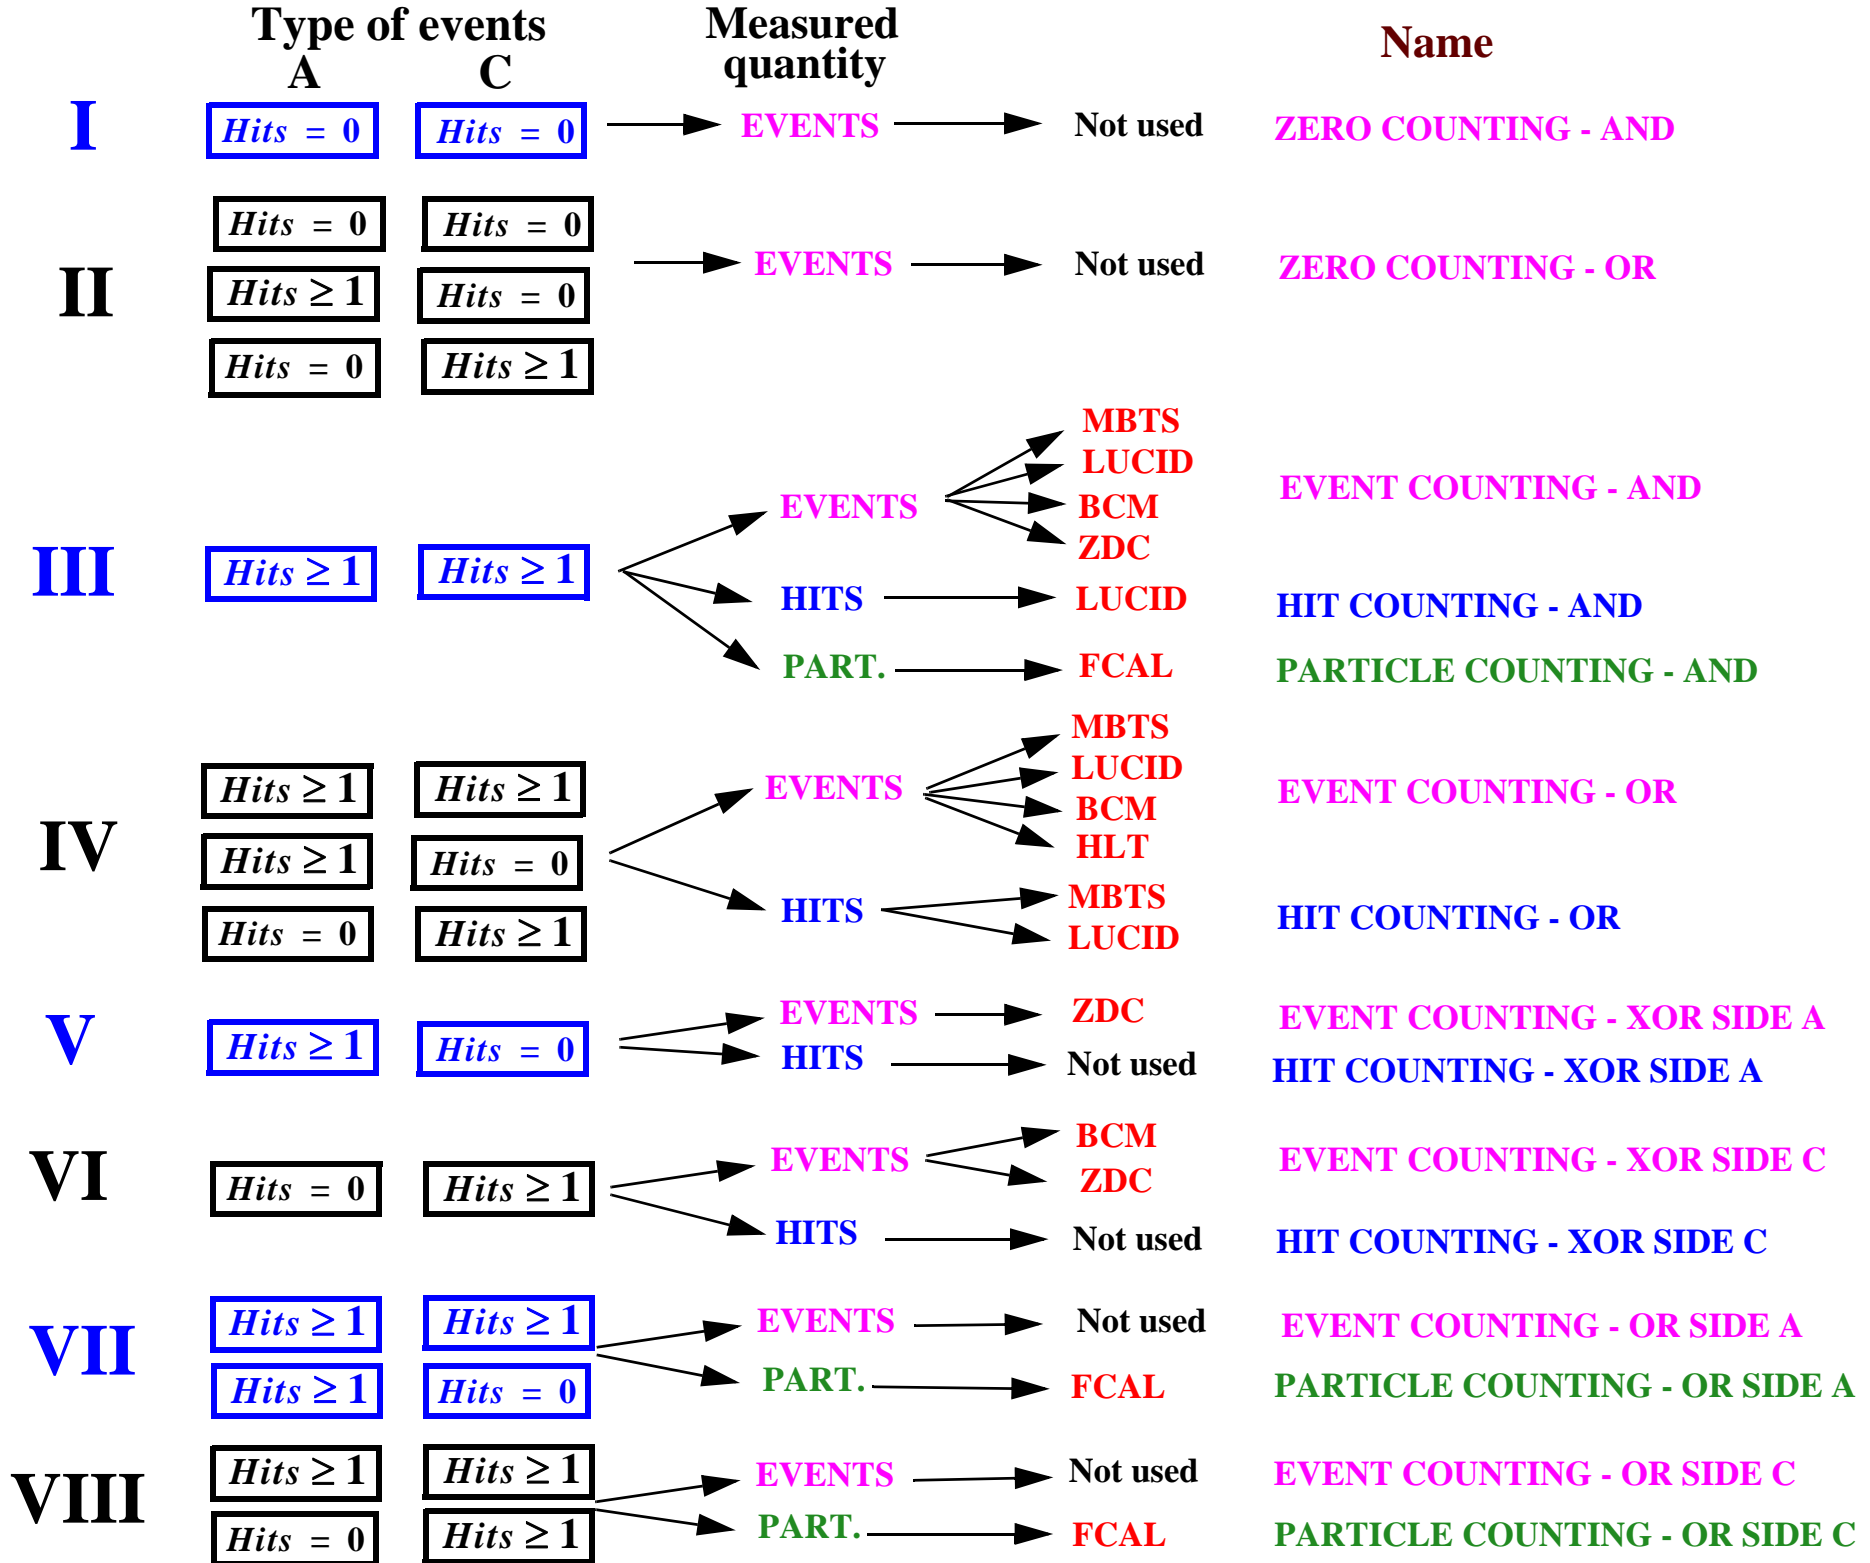 Type of events Measured quantity Name
A C
I Hits = 0 Hits = 0 EVENTS Not used ZERO COUNTING - AND
Hits = 0 Hits = 0
II Hits ≥ 1 Hits = 0 EVENTS Not used ZERO COUNTING - OR
Hits = 0 Hits ≥ 1
MBTS
LUCID
EVENTS BCM EVENT COUNTING - AND
ZDC
III Hits ≥ 1 Hits ≥ 1
HITS LUCID HIT COUNTING - AND
PART. FCAL PARTICLE COUNTING - AND
MBTS
LUCID
Hits ≥ 1 Hits ≥ 1 EVENTS EVENT COUNTING - OR
BCM
HLT
IV Hits ≥ 1 Hits = 0
MBTS
HITS HIT COUNTING - OR
Hits = 0 Hits ≥ 1 LUCID
EVENTS ZDC EVENT COUNTING - XOR SIDE A
V Hits ≥ 1 Hits = 0
HITS Not used HIT COUNTING - XOR SIDE A
BCM
EVENTS EVENT COUNTING - XOR SIDE C
VI Hits = 0 Hits ≥ 1 ZDC
HITS Not used HIT COUNTING - XOR SIDE C
Hits ≥ 1 Hits ≥ 1 EVENTS Not used EVENT COUNTING - OR SIDE A
VII
Hits ≥ 1 Hits = 0 PART. FCAL PARTICLE COUNTING - OR SIDE A
Hits ≥ 1 Hits ≥ 1 EVENTS Not used EVENT COUNTING - OR SIDE C
VIII
Hits = 0 Hits ≥ 1 PART. FCAL PARTICLE COUNTING - OR SIDE C